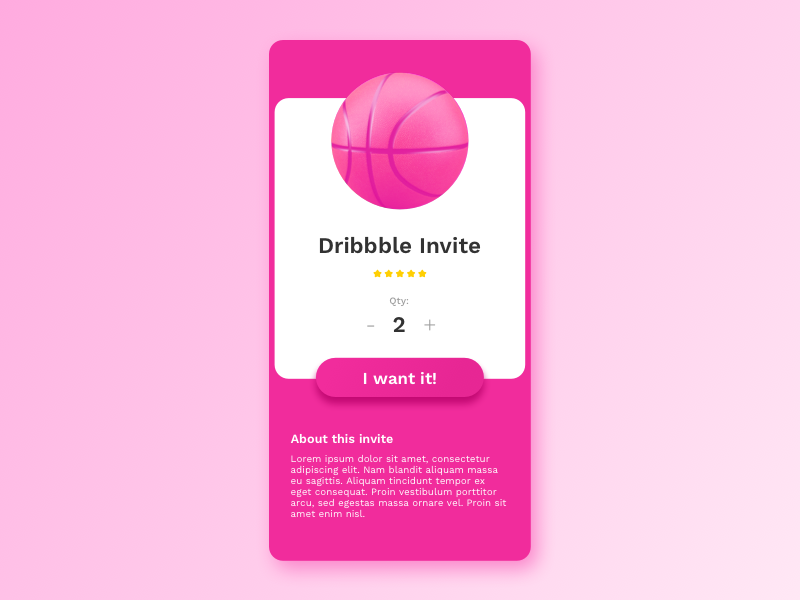 Dribbble Invite
Qty:
- 2 +
I want it!
About this invite
Lorem ipsum dolor sit amet, consectetur
adipiscing elit. Nam blandit aliquam massa
eu sagittis. Aliquam tincidunt tempor ex
eget consequat. Proin vestibulum porttitor
arcu, sed egestas massa ornare vel. Proin sit
amet enim nisl.